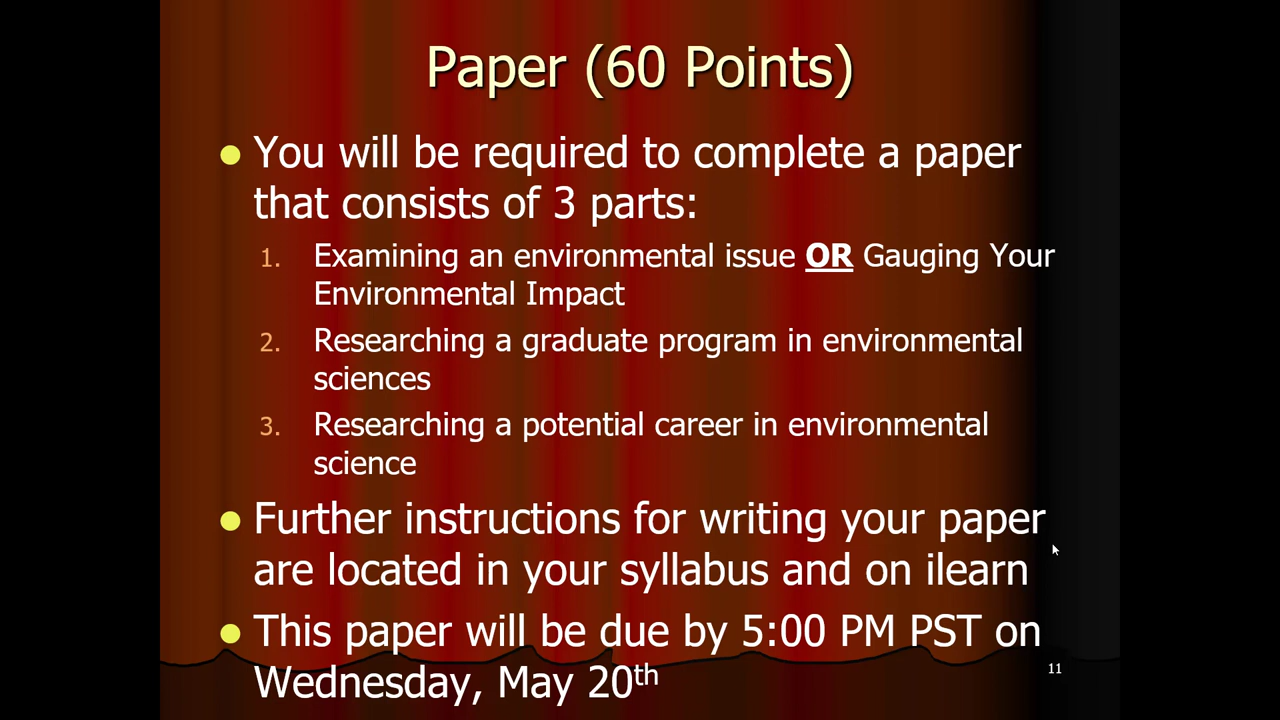 Paper (60 Points)
You will be required to complete a paper
that consists of 3 parts:
1. Examining an environmental issue OR Gauging Your
Environmental Impact
2. Researching a graduate program in environmental
sciences
3. Researching a potential career in environmental
science
Further instructions for writing your paper
are located in your syllabus and on ilearn
This paper will be due by 5:00 PM PST on
Wednesday, May 20th
11